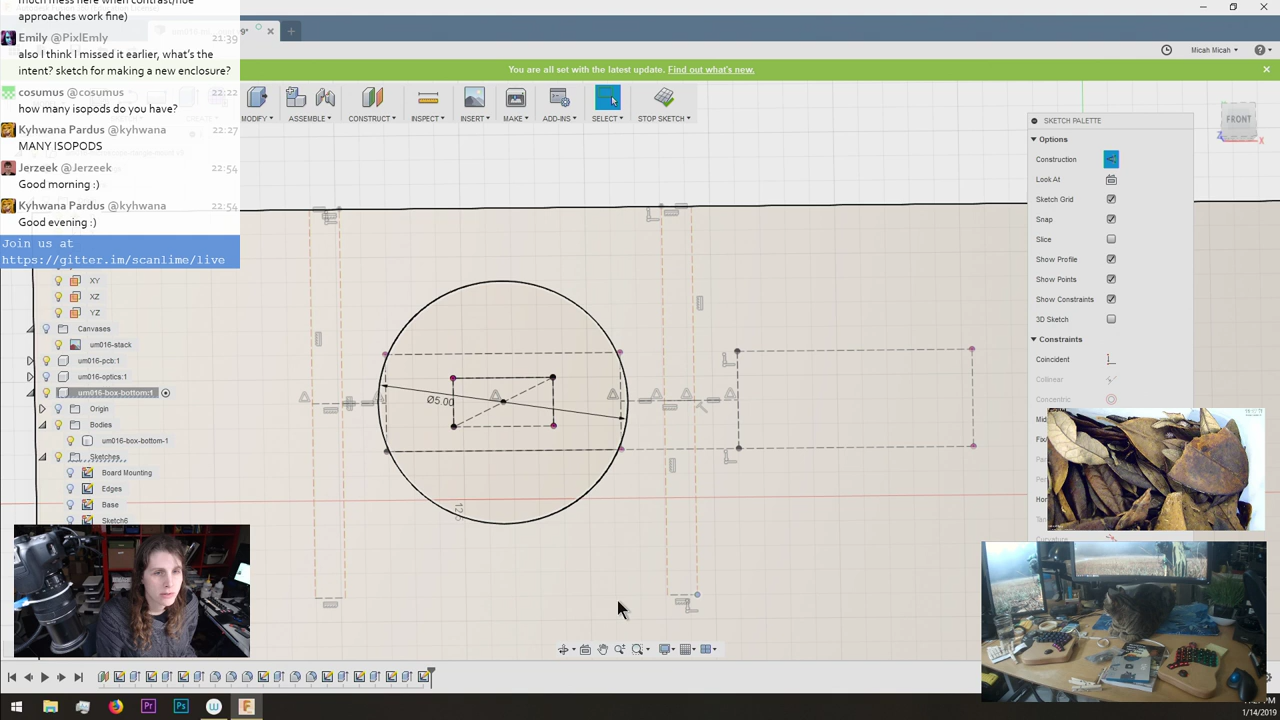 much mess here when contrast/hue
approaches work fine)
Emily @PixlEmly 21:39
also I think I missed it earlier, what's the
intent? sketch for making a new enclosure?
cosumus @cosumus 22:22
how many isopods do you have?
Kyhwana Pardus @kyhwana 22:27
MANY ISOPODS
Jerzeek @Jerzeek 22:54
Good morning :)
Kyhwana Pardus @kyhwana 22:54
Good evening :)
Join us at
https://gitter.im/scanlime/live
Micah Micah
You are all set with the latest update. Find out what's new.
MODIFY
ASSEMBLE
CONSTRUCT
INSPECT
INSERT
MAKE
ADD-INS
SELECT
STOP SKETCH
FRONT
Z
X
SKETCH PALETTE
Options
Construction
Look At
Sketch Grid
Snap
Slice
Show Profile
Show Points
Show Constraints
3D Sketch
Constraints
Coincident
Collinear
Concentric
XY
XZ
YZ
Canvases
um016-stack
um016-pcb:1
um016-optics:1
um016-box-bottom:1
Origin
Bodies
um016-box-bottom-1
Sketches
Board Mounting
Edges
Base
Sketch6
Ø5.00
125
1/14/2019
Pr
Ps